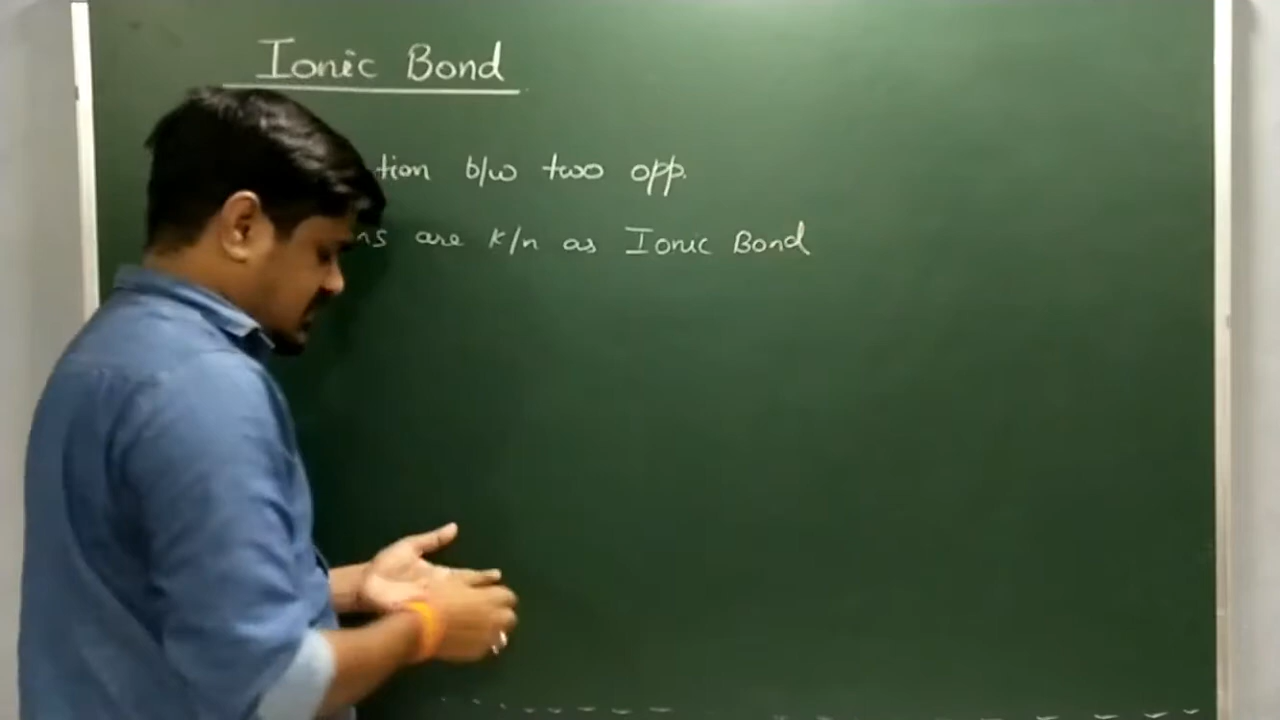 Ionic Bond
tion b/w two opp.
ns are k/n as Ionic Bond